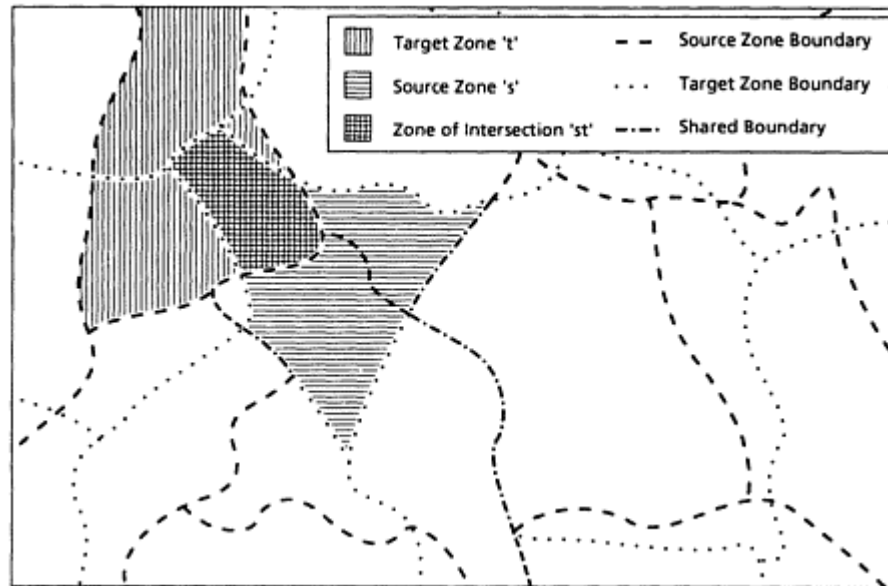 Target Zone 't'
Source Zone 's'
Zone of Intersection 'st'
Source Zone Boundary
Target Zone Boundary
Shared Boundary